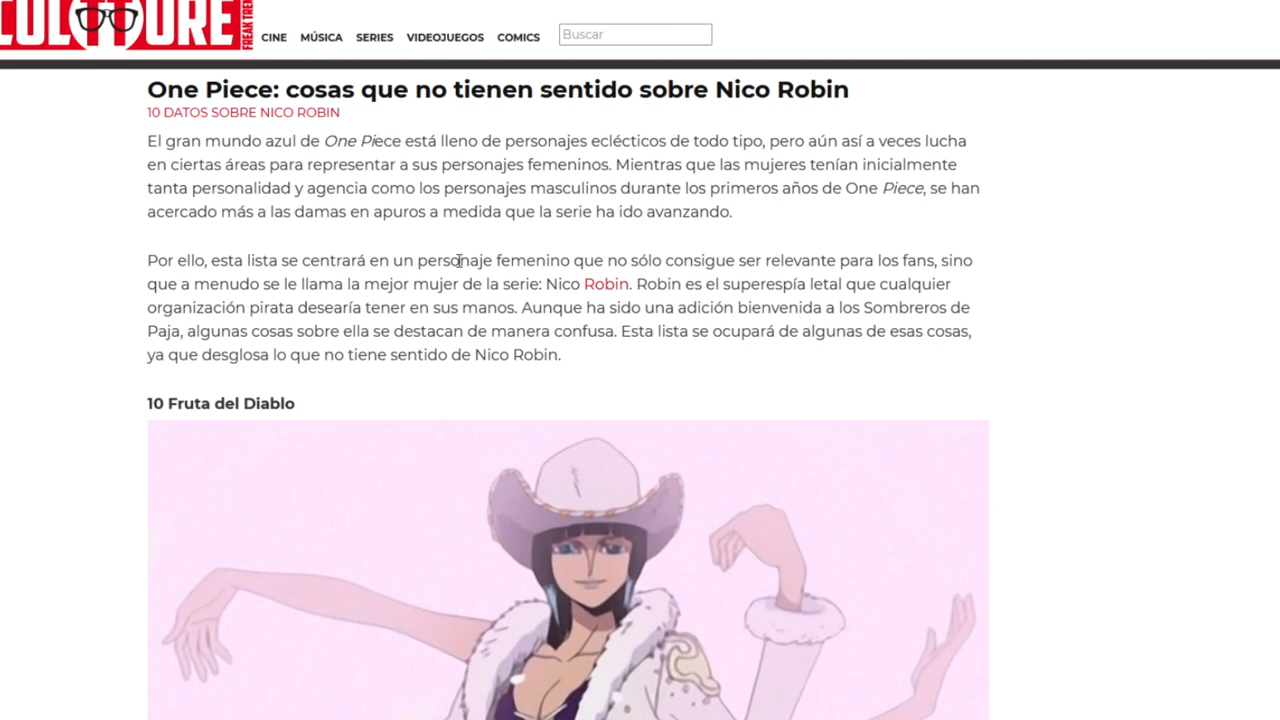 CULTTURE
FREAK TREN
CINE MÚSICA SERIES VIDEOJUEGOS COMICS
Buscar
One Piece: cosas que no tienen sentido sobre Nico Robin
10 DATOS SOBRE NICO ROBIN
El gran mundo azul de One Piece está lleno de personajes eclécticos de todo tipo, pero aún así a veces lucha
en ciertas áreas para representar a sus personajes femeninos. Mientras que las mujeres tenían inicialmente
tanta personalidad y agencia como los personajes masculinos durante los primeros años de One Piece, se han
acercado más a las damas en apuros a medida que la serie ha ido avanzando.
Por ello, esta lista se centrará en un personaje femenino que no sólo consigue ser relevante para los fans, sino
que a menudo se le llama la mejor mujer de la serie: Nico Robin. Robin es el superespía letal que cualquier
organización pirata desearía tener en sus manos. Aunque ha sido una adición bienvenida a los Sombreros de
Paja, algunas cosas sobre ella se destacan de manera confusa. Esta lista se ocupará de algunas de esas cosas,
ya que desglosa lo que no tiene sentido de Nico Robin.
10 Fruta del Diablo